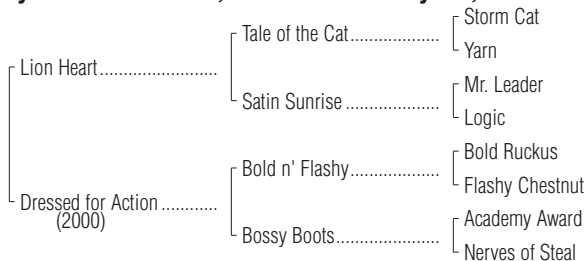 Storm Cat
Tale of the Cat...................
Yarn
Lion Heart.........................
Mr. Leader
Satin Sunrise ....................
Logic
Bold Ruckus
Bold n' Flashy...................
Flashy Chestnut
Dressed for Action ............
(2000)
Academy Award
Bossy Boots......................
Nerves of Steal